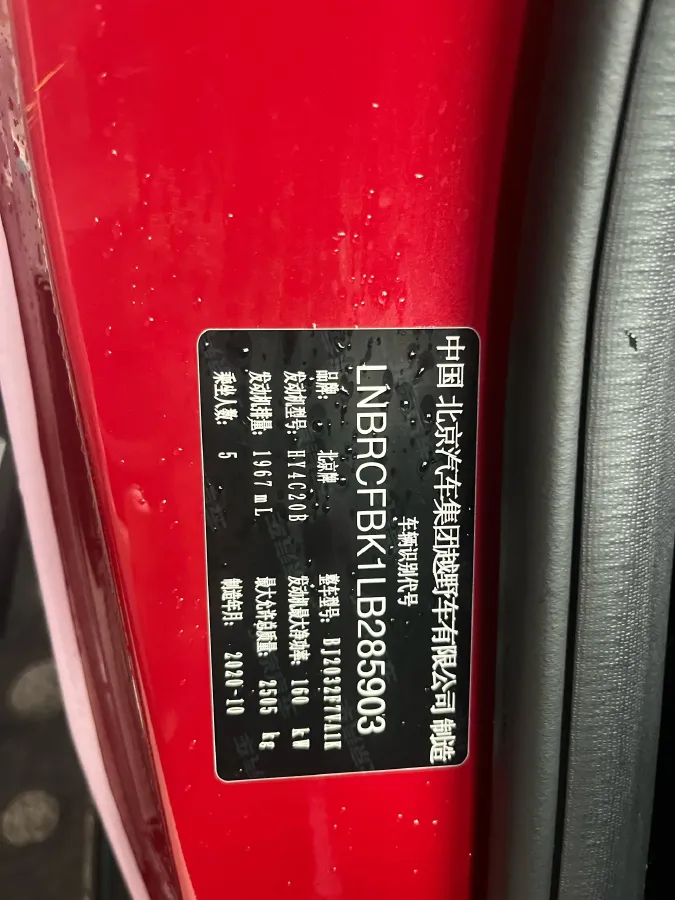 中国 北京汽车集团越野车有限公司 制造
车辆识别代号
LNBRCFBK1LB285903
品牌: 北京牌 整车型号: BJ2032F7VA1K
发动机型号: HY4C20B 发动机最大净功率: 160 kW
发动机排量: 1967 mL 最大允许总质量: 2505 kg
乘坐人数: 5 制造年月: 2020-10